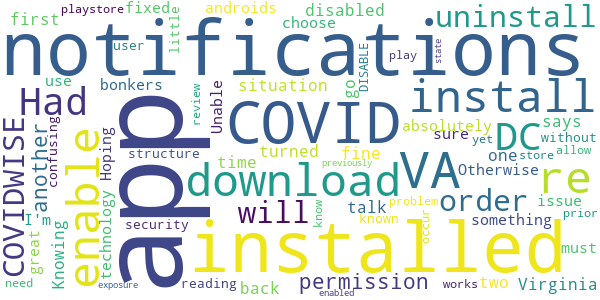 playstore fixed androids
first little user choose disabled uninstall
notifications
bonkers play DISABLE state
use Had Unable situation go install
review
COVIDWISE another confusing enable app Hoping COVID absolutely DC says
turned sure yet one store without
structure time fine Otherwise allow
I'm Knowing technology download VA re
issue
great will talk order something prior
security know known problem occur must
need reading back permission works two Virginia
exposure installed previously enabled